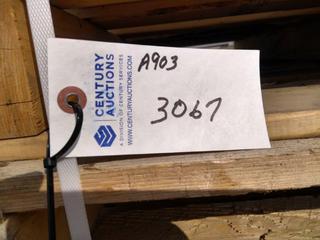 CENTURY
AUCTIONS
A DIVISION OF CENTURY SERVICES
WWW.CENTURYAUCTIONS.COM
A903
3067